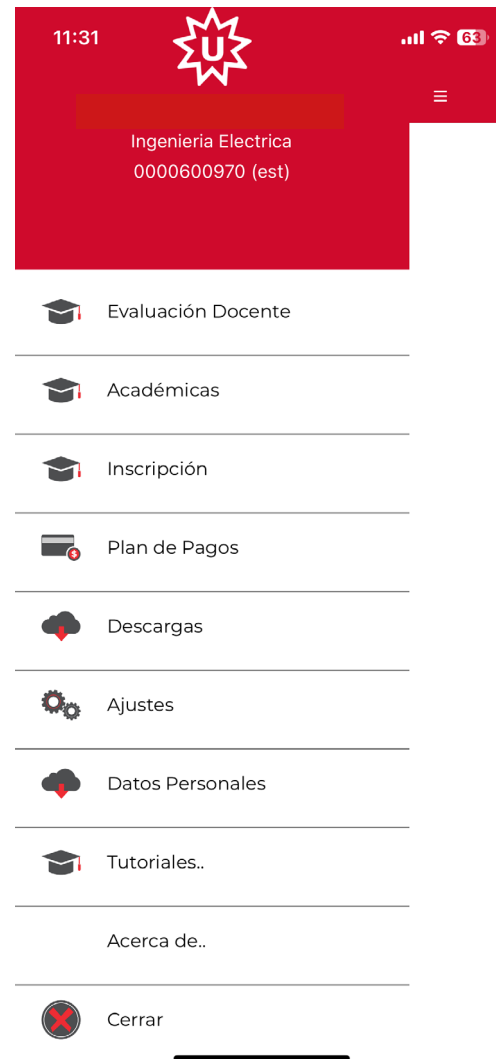 11:31
63
U
Ingenieria Electrica
0000600970 (est)
Evaluación Docente
Académicas
Inscripción
Plan de Pagos
Descargas
Ajustes
Datos Personales
Tutoriales..
Acerca de..
Cerrar